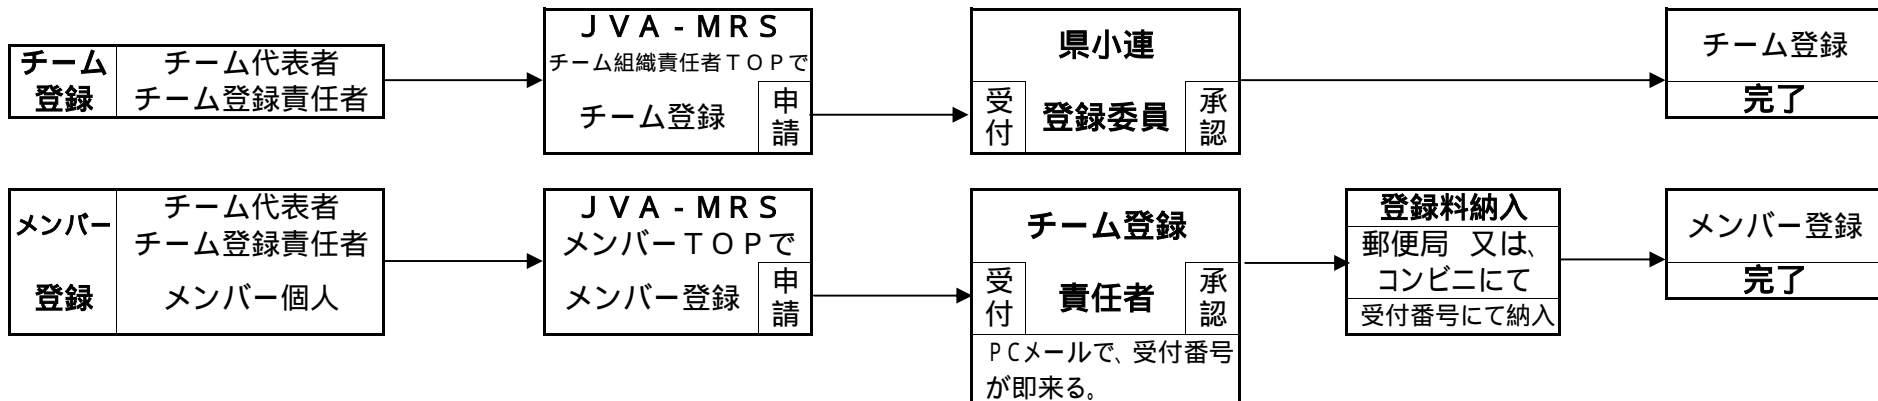 チーム
登録
チーム代表者
チーム登録責任者
ＪＶＡ-ＭＲＳ
チーム組織責任者ＴＯＰで
チーム登録
申請
県小連
受付
登録委員
承認
チーム登録
完了
メンバー
登録
チーム代表者
チーム登録責任者
メンバー個人
ＪＶＡ-ＭＲＳ
メンバーＴＯＰで
メンバー登録
申請
チーム登録
受付
責任者
承認
PCメールで、受付番号
が即来る。
登録料納入
郵便局 又は、
コンビニにて
受付番号にて納入
メンバー登録
完了